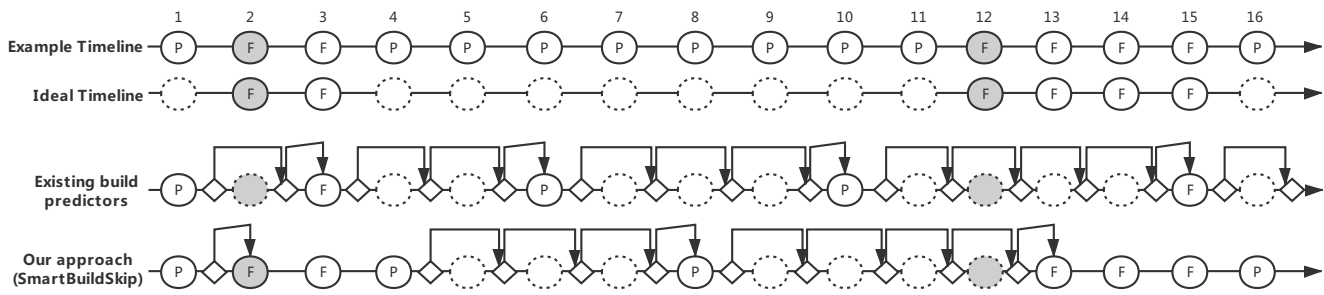 1 2 3 4 5 6 7 8 9 10 11 12 13 14 15 16
Example Timeline P F F P P P P P P P P F F F F P
Ideal Timeline F F F F F F
Existing build
predictors
P F P P F
Our approach
(SmartBuildSkip)
P F F P P F F F P